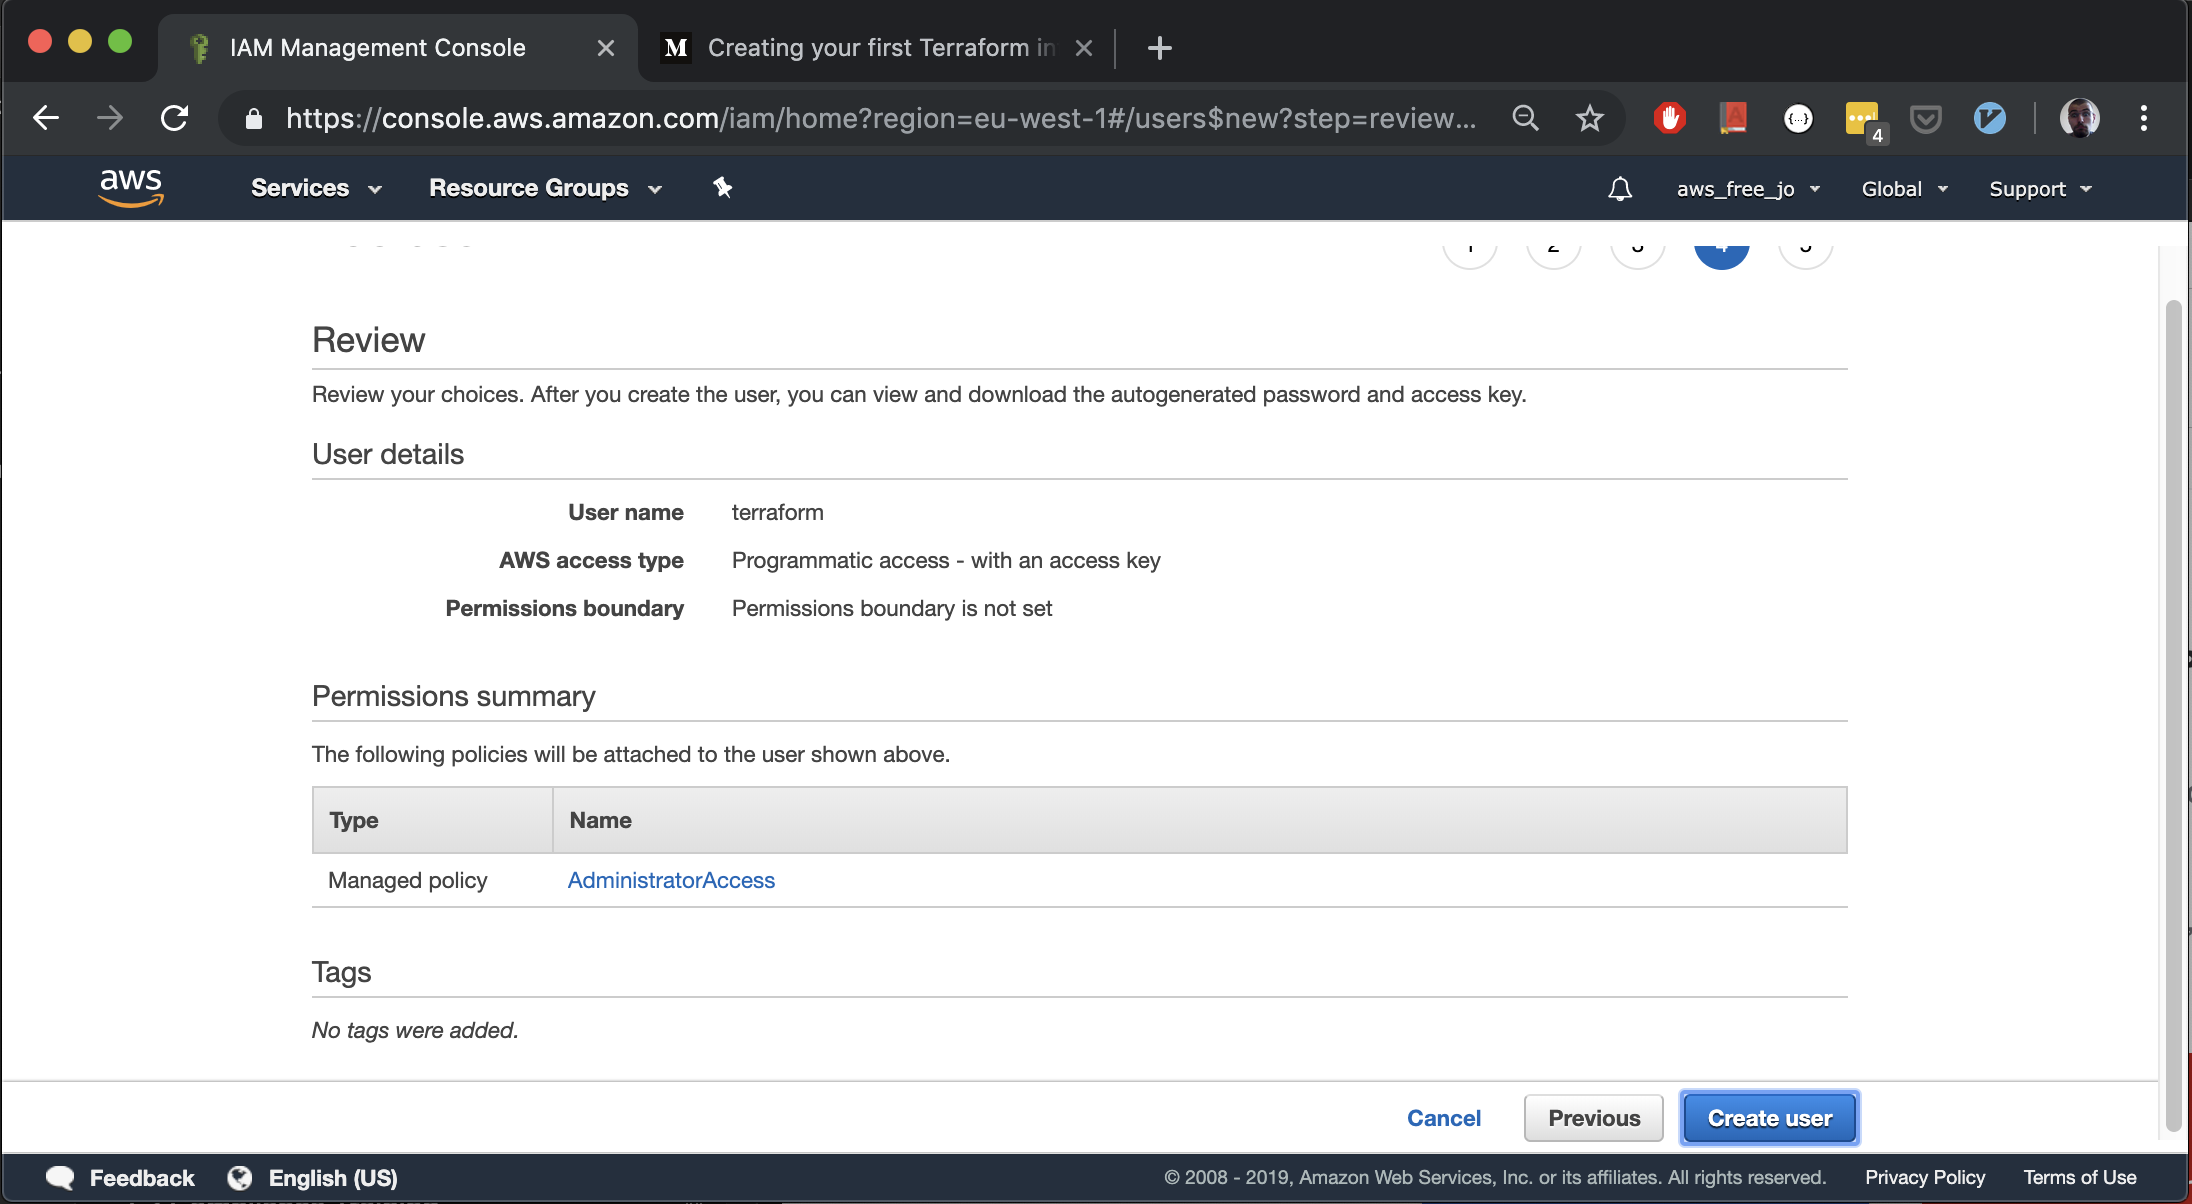 IAM Management Console
M Creating your first Terraform in
https://console.aws.amazon.com/iam/home?region=eu-west-1#/users$new?step=review...
4
aws
Services
Resource Groups
aws_free_jo
Global
Support
1 2 3 4 5
Review
Review your choices. After you create the user, you can view and download the autogenerated password and access key.
User details
User name terraform
AWS access type Programmatic access - with an access key
Permissions boundary Permissions boundary is not set
Permissions summary
The following policies will be attached to the user shown above.
Type Name
Managed policy AdministratorAccess
Tags
No tags were added.
Cancel Previous Create user
Feedback English (US) © 2008 - 2019, Amazon Web Services, Inc. or its affiliates. All rights reserved. Privacy Policy Terms of Use